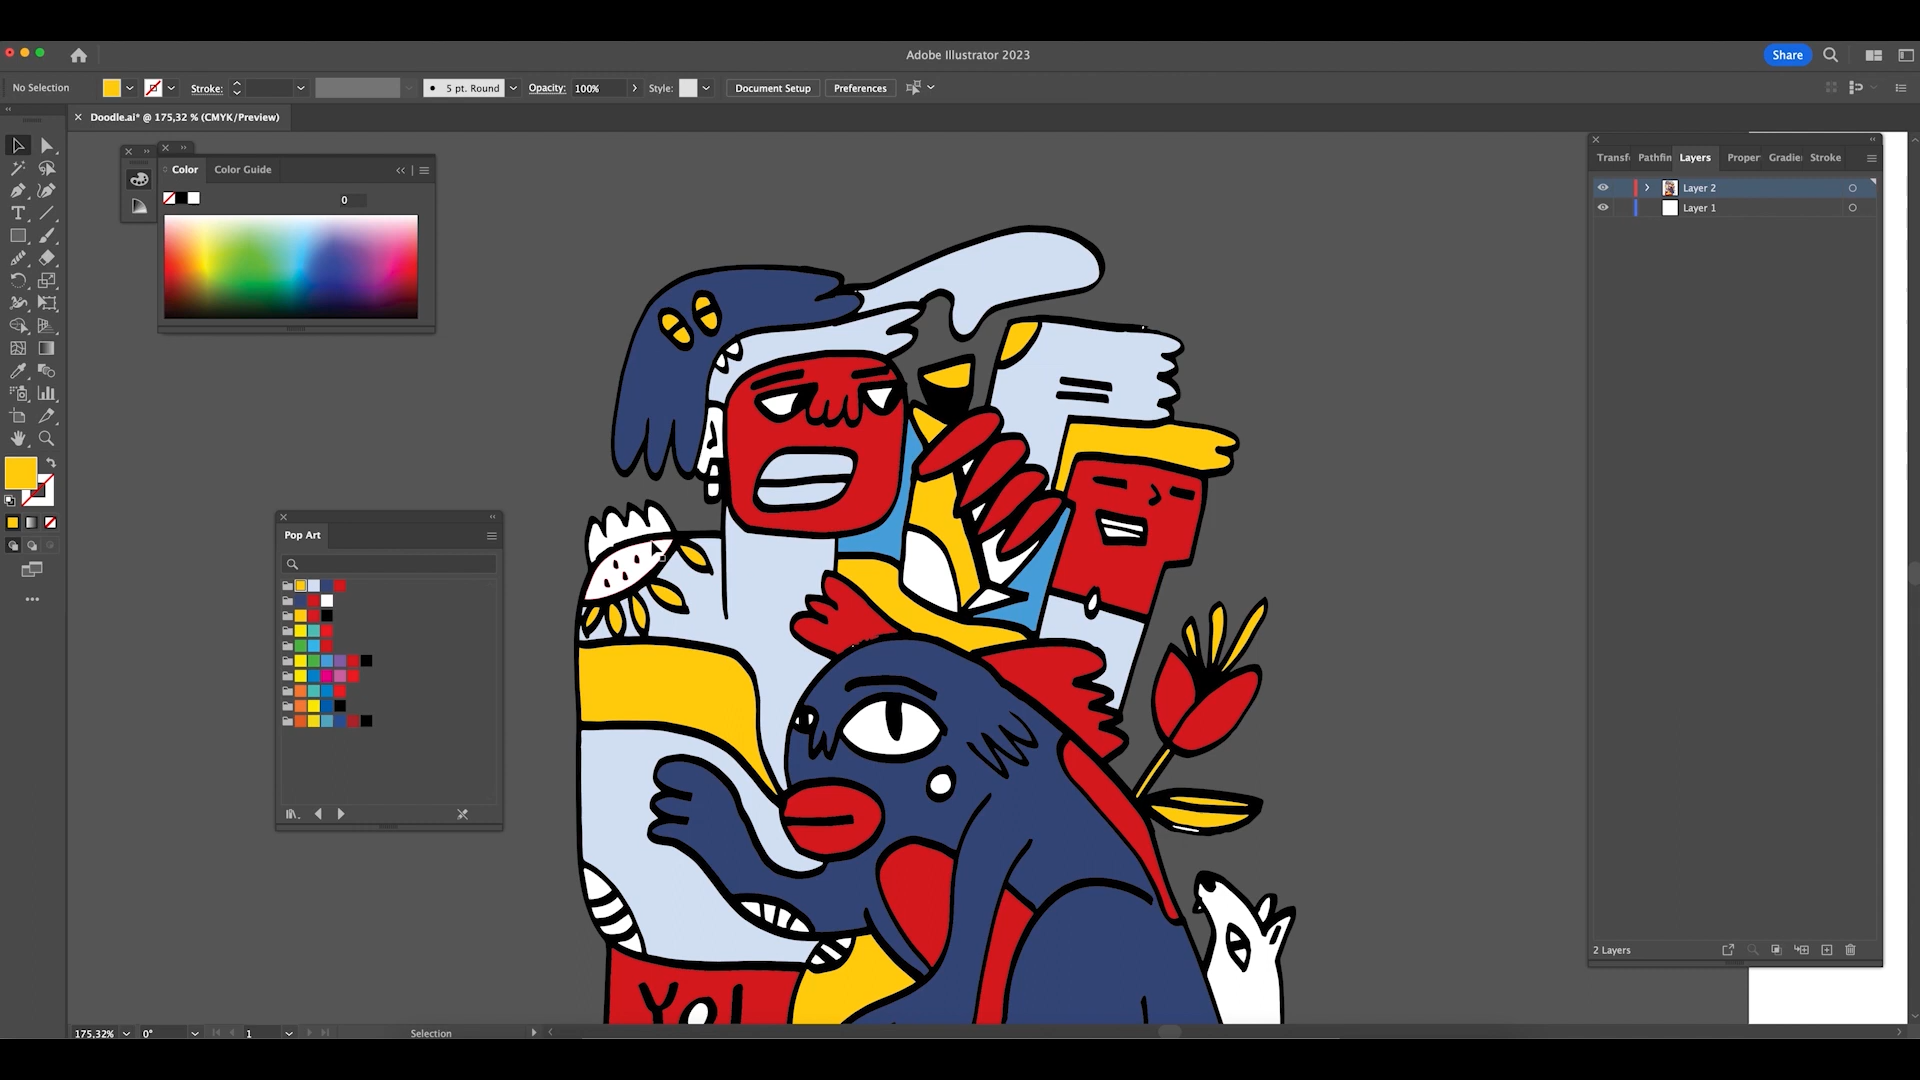 Adobe Illustrator 2023
Share
No Selection
Stroke:
5 pt. Round
Opacity:
100%
Style:
Document Setup
Preferences
Doodle.ai* @ 175,32 % (CMYK/Preview)
Color
Color Guide
0
Transf
Pathfin
Layers
Proper
Gradie
Stroke
Layer 2
Layer 1
Pop Art
YO!
2 Layers
175,32%
0°
1
Selection